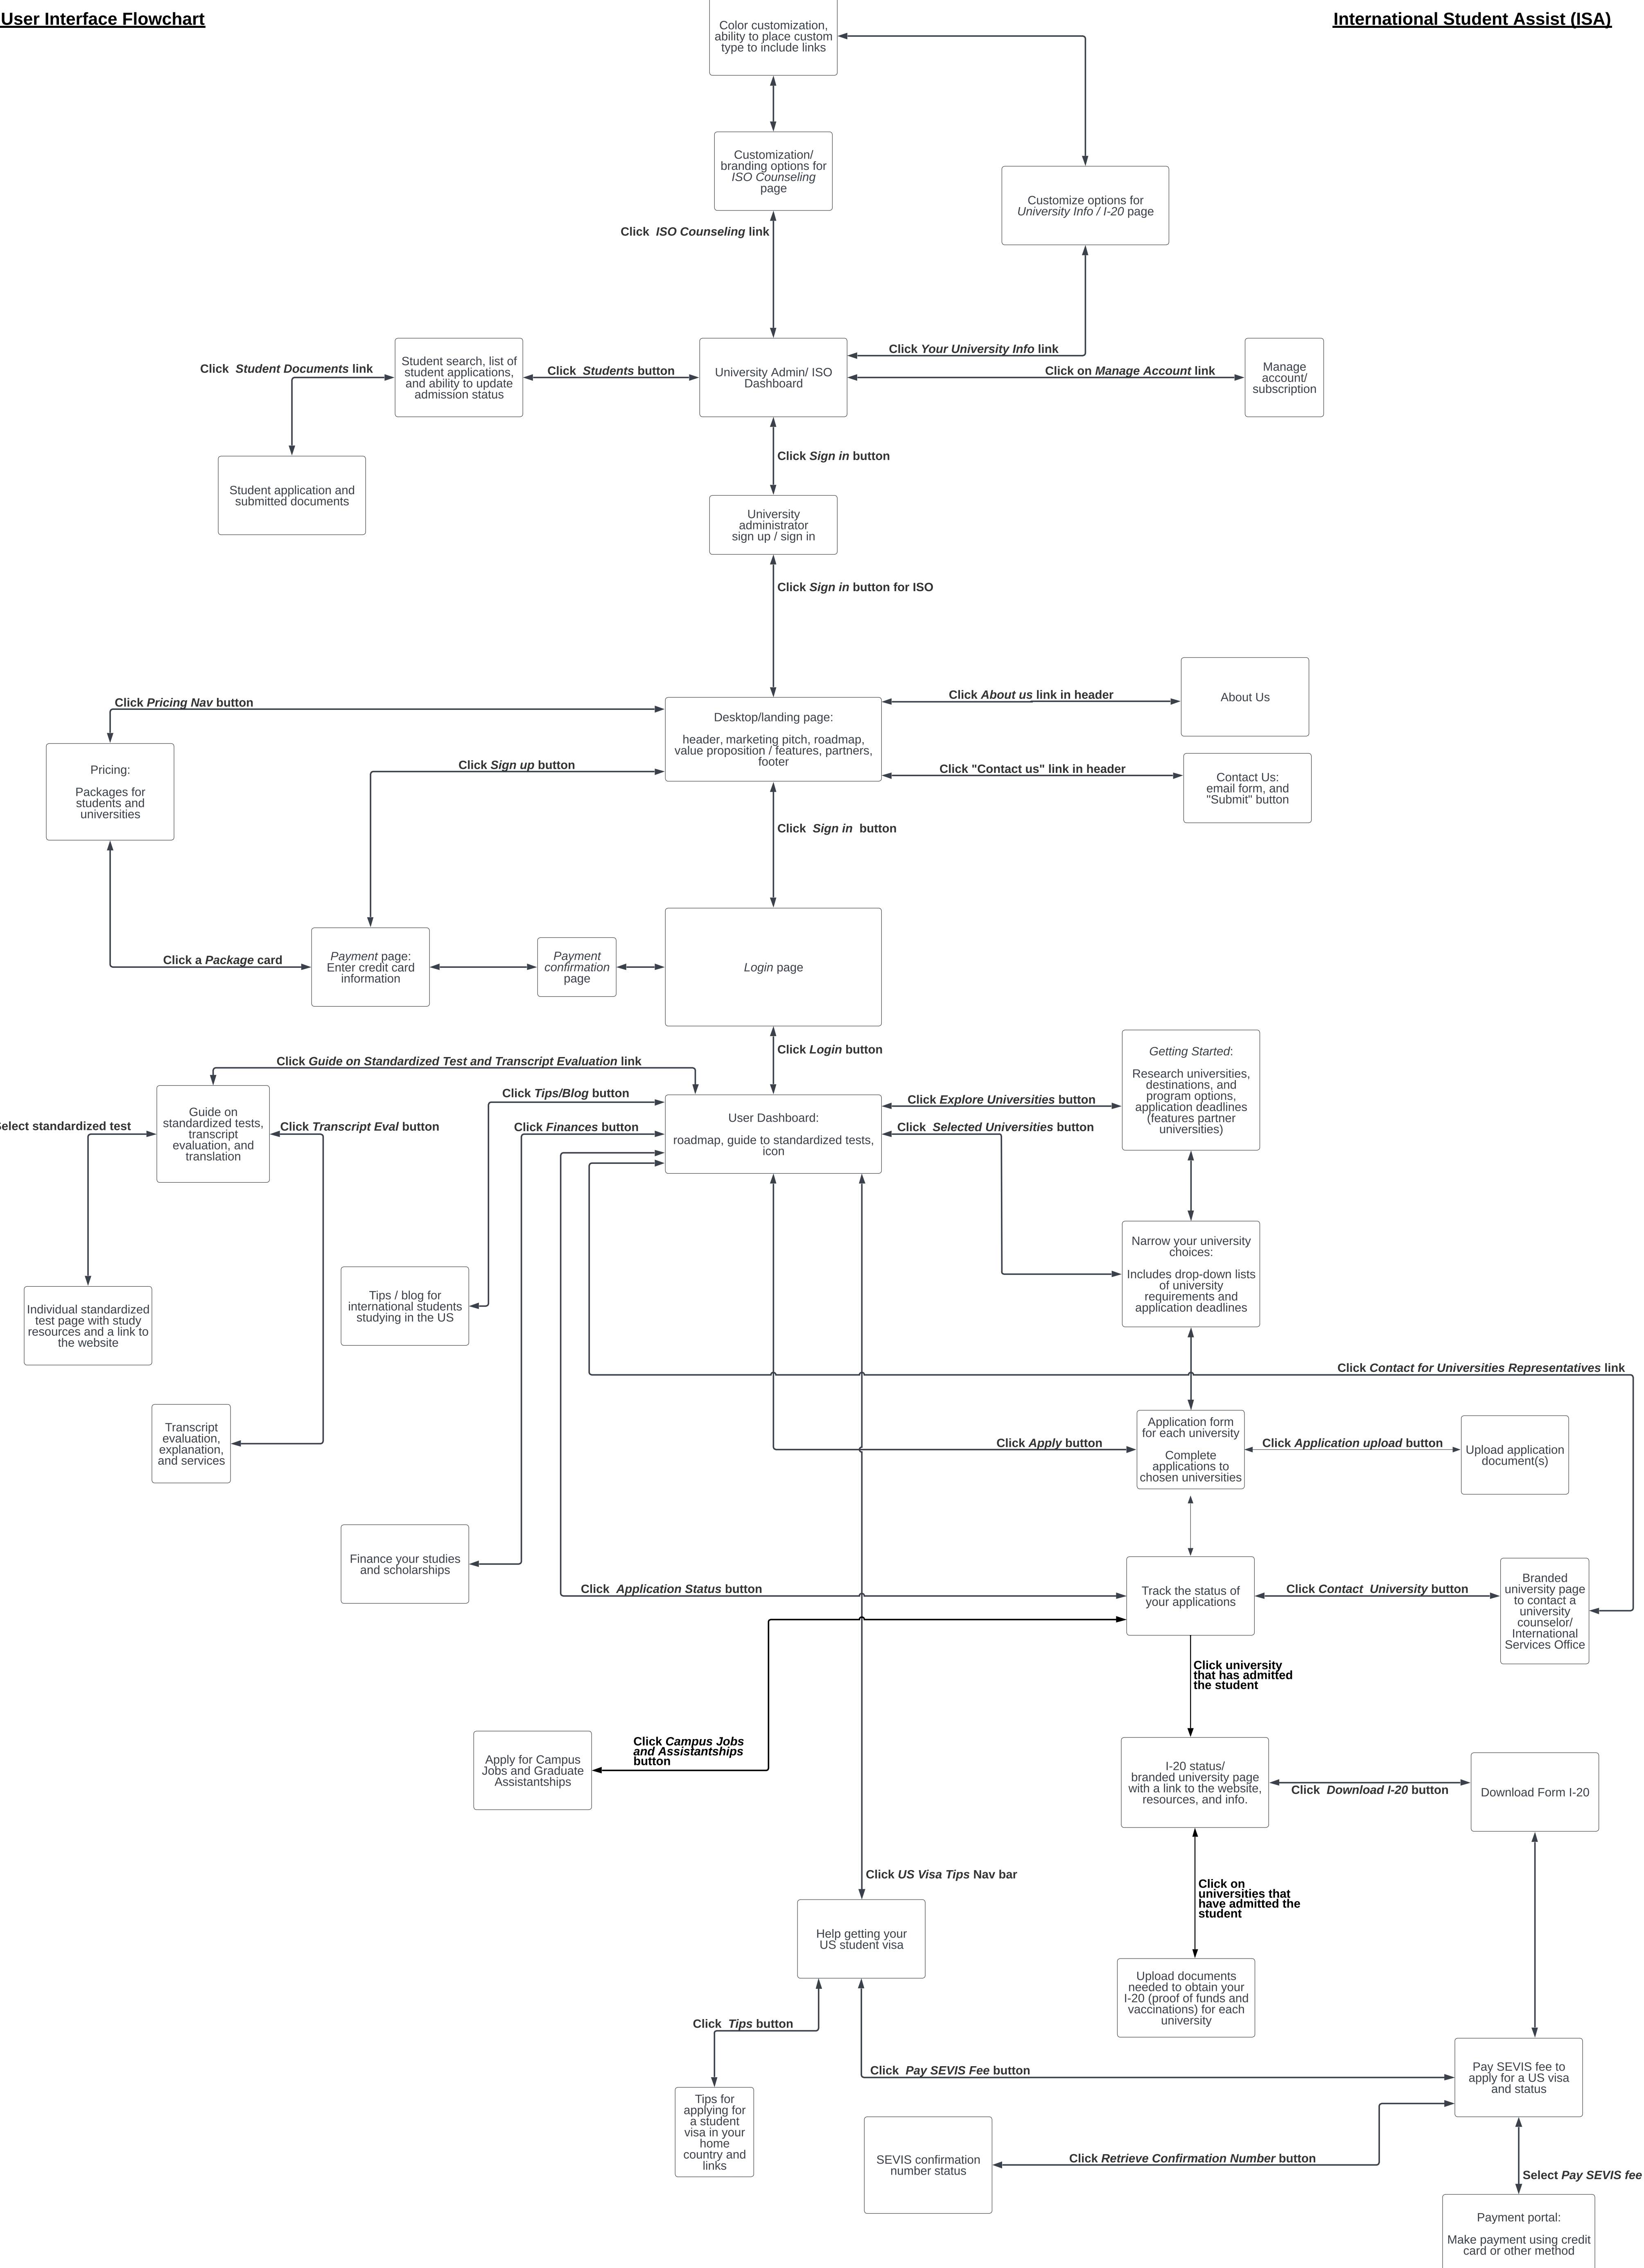 User Interface Flowchart
International Student Assist (ISA)
Color customization,
ability to place custom
type to include links
Customization/
branding options for
ISO Counseling
page
Customize options for
University Info / I-20 page
Click ISO Counseling link
Click Your University Info link
Student search, list of
student applications,
and ability to update
admission status
Click Student Documents link
Click Students button
University Admin/ ISO
Dashboard
Click on Manage Account link
Manage
account/
subscription
Click Sign in button
Student application and
submitted documents
University
administrator
sign up / sign in
Click Sign in button for ISO
Click Pricing Nav button
Click About us link in header
About Us
Desktop/landing page:
header, marketing pitch, roadmap,
value proposition / features, partners,
footer
Click Sign up button
Click "Contact us" link in header
Pricing:
Packages for
students and
universities
Contact Us:
email form, and
"Submit" button
Click Sign in button
Click a Package card
Payment page:
Enter credit card
information
Payment
confirmation
page
Login page
Click Login button
Click Guide on Standardized Test and Transcript Evaluation link
Getting Started:
Research universities,
destinations, and
program options,
application deadlines
(features partner
universities)
Click Tips/Blog button
Click Explore Universities button
Guide on
standardized tests,
transcript
evaluation, and
translation
User Dashboard:
roadmap, guide to standardized tests,
icon
select standardized test
Click Transcript Eval button
Click Finances button
Click Selected Universities button
Narrow your university
choices:
Includes drop-down lists
of university
requirements and
application deadlines
Individual standardized
test page with study
resources and a link to
the website
Tips / blog for
international students
studying in the US
Click Contact for Universities Representatives link
Transcript
evaluation,
explanation,
and services
Click Apply button
Application form
for each university
Complete
applications to
chosen universities
Click Application upload button
Upload application
document(s)
Finance your studies
and scholarships
Click Application Status button
Track the status of
your applications
Click Contact University button
Branded
university page
to contact a
university
counselor/
International
Services Office
Click university
that has admitted
the student
Apply for Campus
Jobs and Graduate
Assistantships
Click Campus Jobs
and Assistantships
button
I-20 status/
branded university page
with a link to the website,
resources, and info.
Click Download I-20 button
Download Form I-20
Click US Visa Tips Nav bar
Click on
universities that
have admitted the
student
Help getting your
US student visa
Upload documents
needed to obtain your
I-20 (proof of funds and
vaccinations) for each
university
Click Tips button
Click Pay SEVIS Fee button
Pay SEVIS fee to
apply for a US visa
and status
Tips for
applying for
a student
visa in your
home
country and
links
SEVIS confirmation
number status
Click Retrieve Confirmation Number button
Select Pay SEVIS fee
Payment portal:
Make payment using credit
card or other method